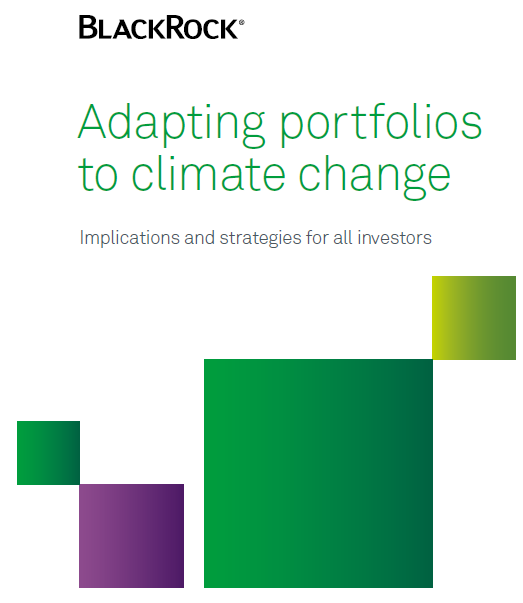 BLACKROCK®
Adapting portfolios
to climate change
Implications and strategies for all investors